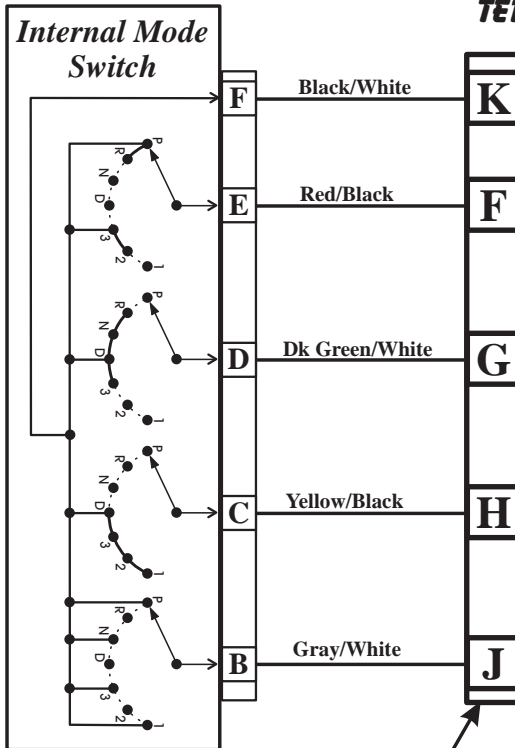 TE
Internal Mode
Switch
F
Black/White
K
P
R
N
D
3
2
1
E
Red/Black
F
P
R
N
D
3
2
1
D
Dk Green/White
G
P
R
N
D
3
2
1
C
Yellow/Black
H
P
R
N
D
3
2
1
B
Gray/White
J